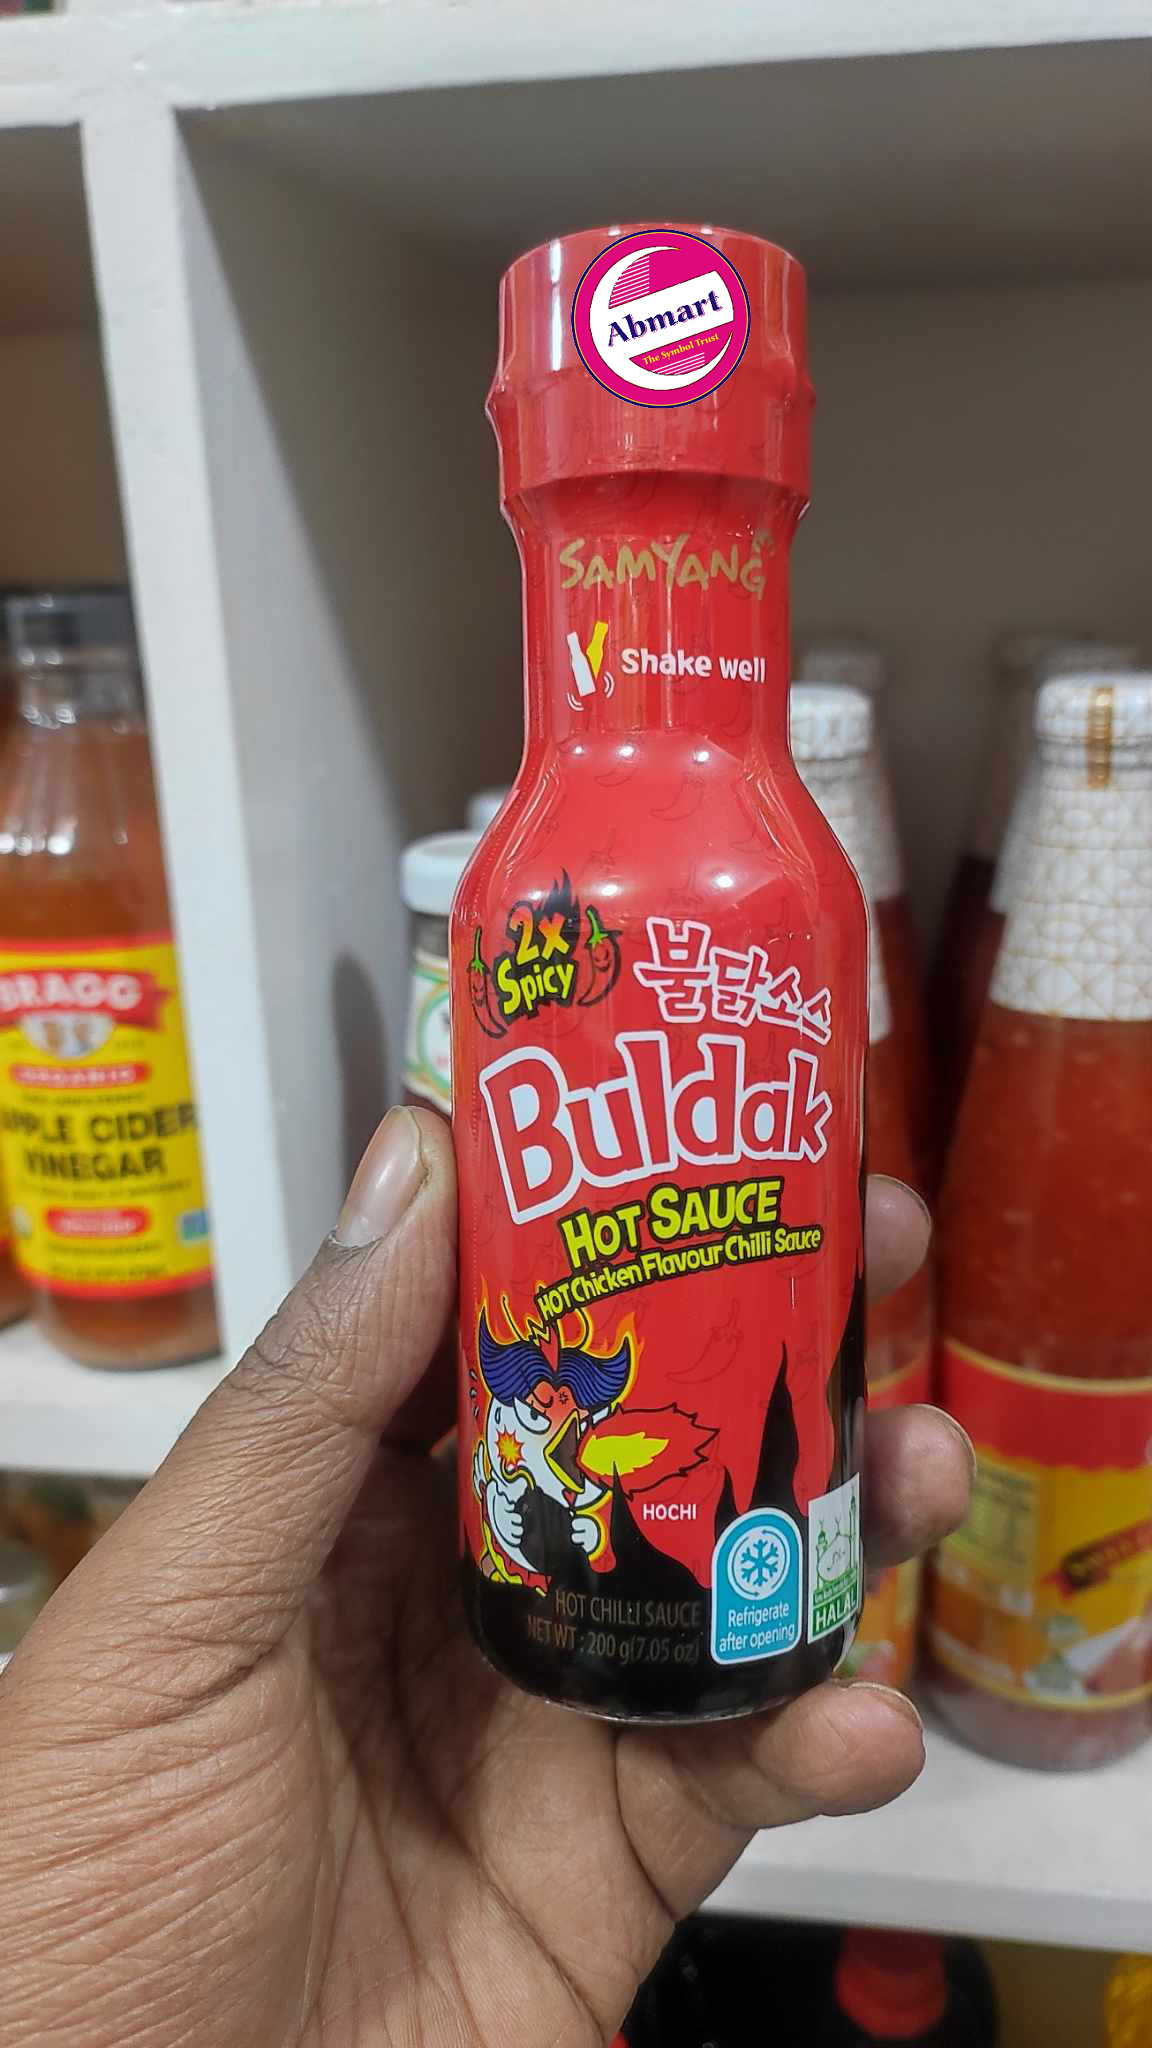 Abmart
The Symbol Trust
SAMYANG
Shake well
2x
Spicy
불닭소스
Buldak
HOT SAUCE
HOT Chicken Flavour Chilli Sauce
HOCHI
HOT CHILLI SAUCE
NET WT : 200 g(7.05 oz)
Refrigerate
after opening
HALAL
BRAGG
ORGANIC
APPLE CIDER
VINEGAR